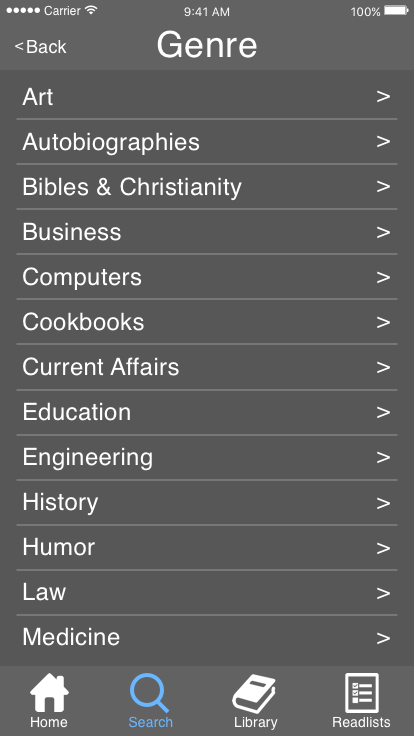 Carrier 9:41 AM 100%
<Back Genre
Art >
Autobiographies >
Bibles & Christianity >
Business >
Computers >
Cookbooks >
Current Affairs >
Education >
Engineering >
History >
Humor >
Law >
Medicine >
Home Search Library Readlists